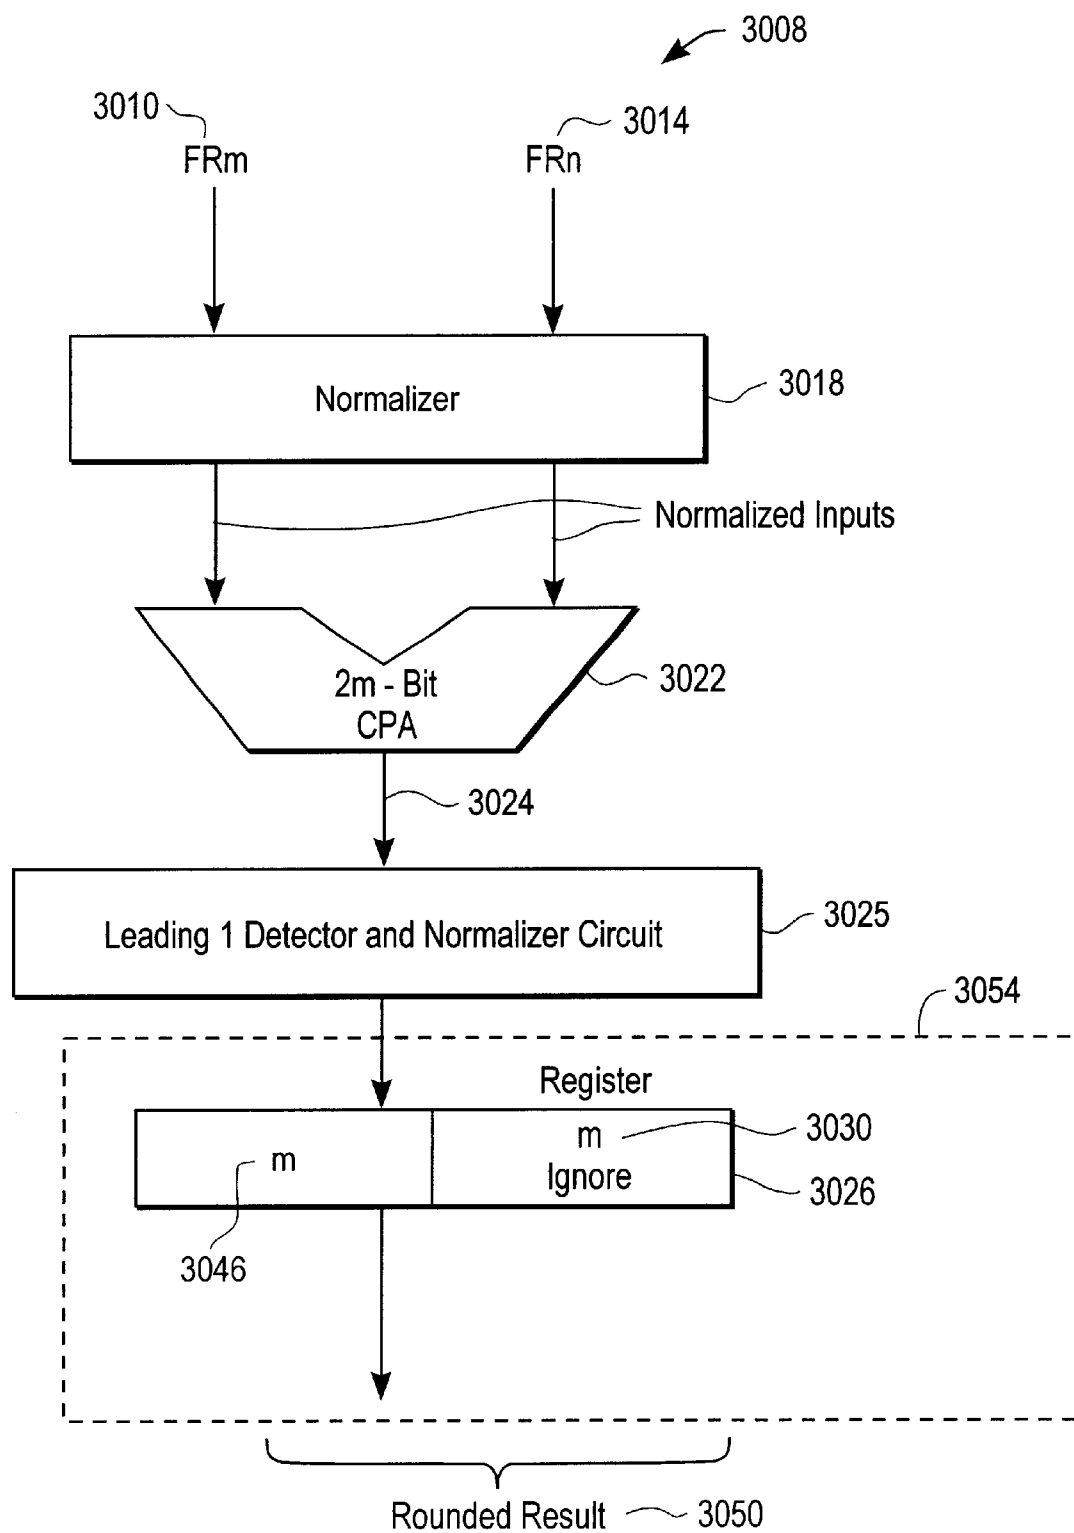 3008
3010
3014
FRm
FRn
Normalizer
3018
Normalized Inputs
2m - Bit
CPA
3022
3024
Leading 1 Detector and Normalizer Circuit
3025
3054
Register
m
m
Ignore
3030
3026
3046
Rounded Result
3050